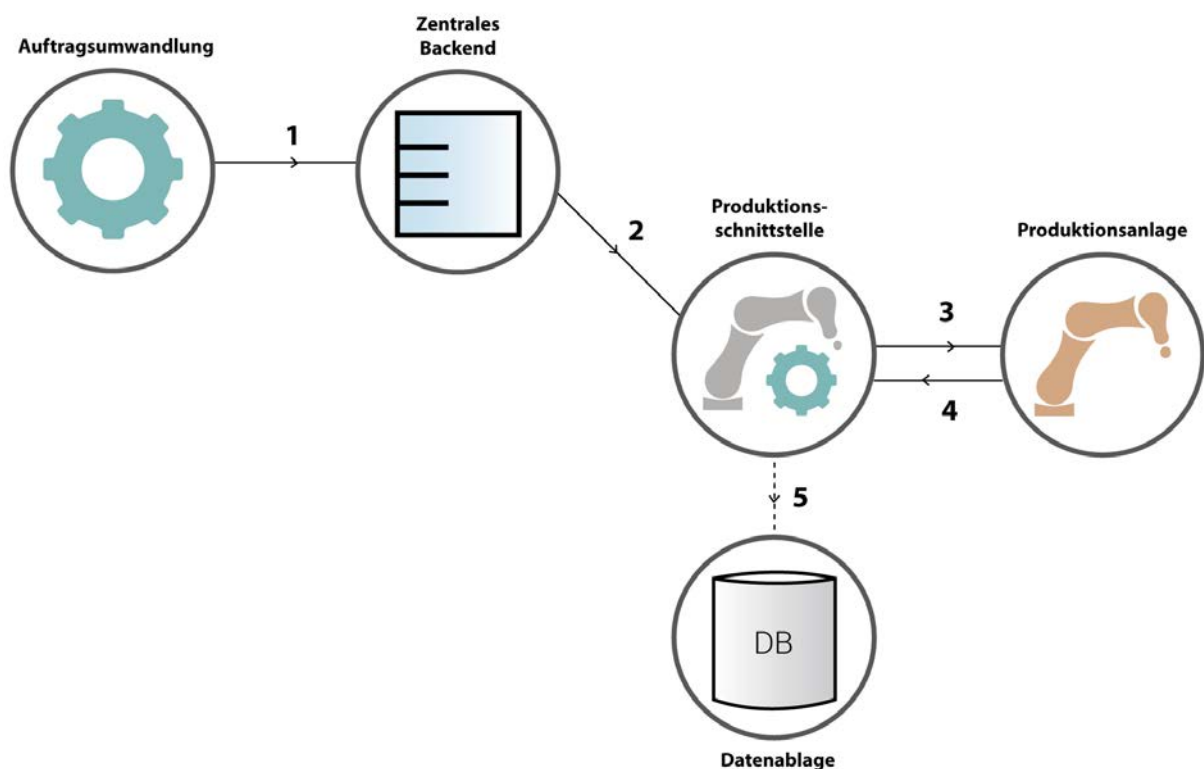 Auftragsumwandlung
Zentrales
Backend
1
2
Produktions-
schnittstelle
Produktionsanlage
3
4
5
DB
Datenablage